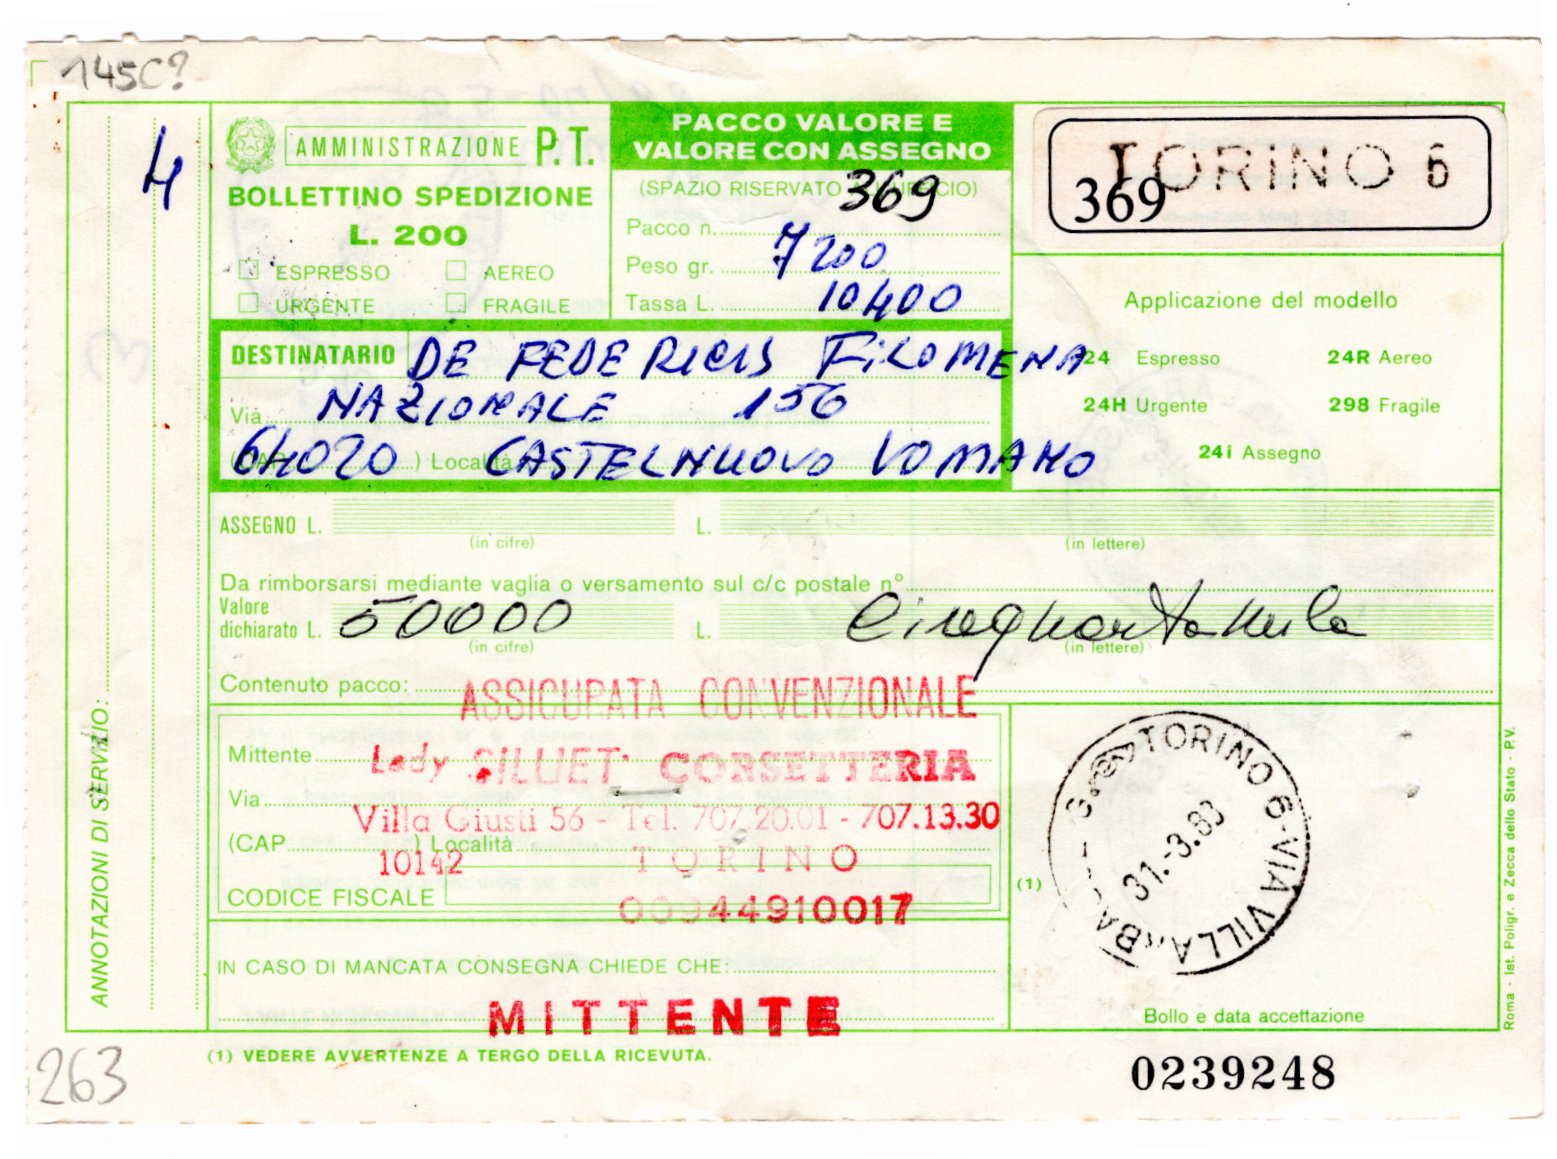 145C?
4
AMMINISTRAZIONE P.T.
BOLLETTINO SPEDIZIONE
L. 200
ESPRESSO AEREO
URGENTE FRAGILE
PACCO VALORE E
VALORE CON ASSEGNO
(SPAZIO RISERVATO ALL'UFFICIO)
Pacco n. 369
Peso gr. 7200
Tassa L. 10400
TORINO 6
369
Applicazione del modello
24 Espresso 24R Aereo
24H Urgente 298 Fragile
24i Assegno
DESTINATARIO DE FEDERICIS FILOMENA
Via NAZIONALE 156
(CAP 64020) Località CASTELNUOVO VOMANO
ASSEGNO L. L.
(in cifre) (in lettere)
Da rimborsarsi mediante vaglia o versamento sul c/c postale n°
Valore
dichiarato L. 50000 L. Cinquantamila
(in cifre) (in lettere)
Contenuto pacco:
ASSICURATA CONVENZIONALE
Mittente Lady SILUET CORSETTERIA
Via Villa Giusti 56 - Tel. 707.20.01 - 707.13.30
(CAP 10142) Località TORINO
CODICE FISCALE 00944910017
IN CASO DI MANCATA CONSEGNA CHIEDE CHE:
MITTENTE
(1)
TORINO 6 - VIA VILLAR
31.-3.83
Bollo e data accettazione
(1) VEDERE AVVERTENZE A TERGO DELLA RICEVUTA.
0239248
263
ANNOTAZIONI DI SERVIZIO:
Roma - Ist. Poligr. e Zecca dello Stato - P.V.